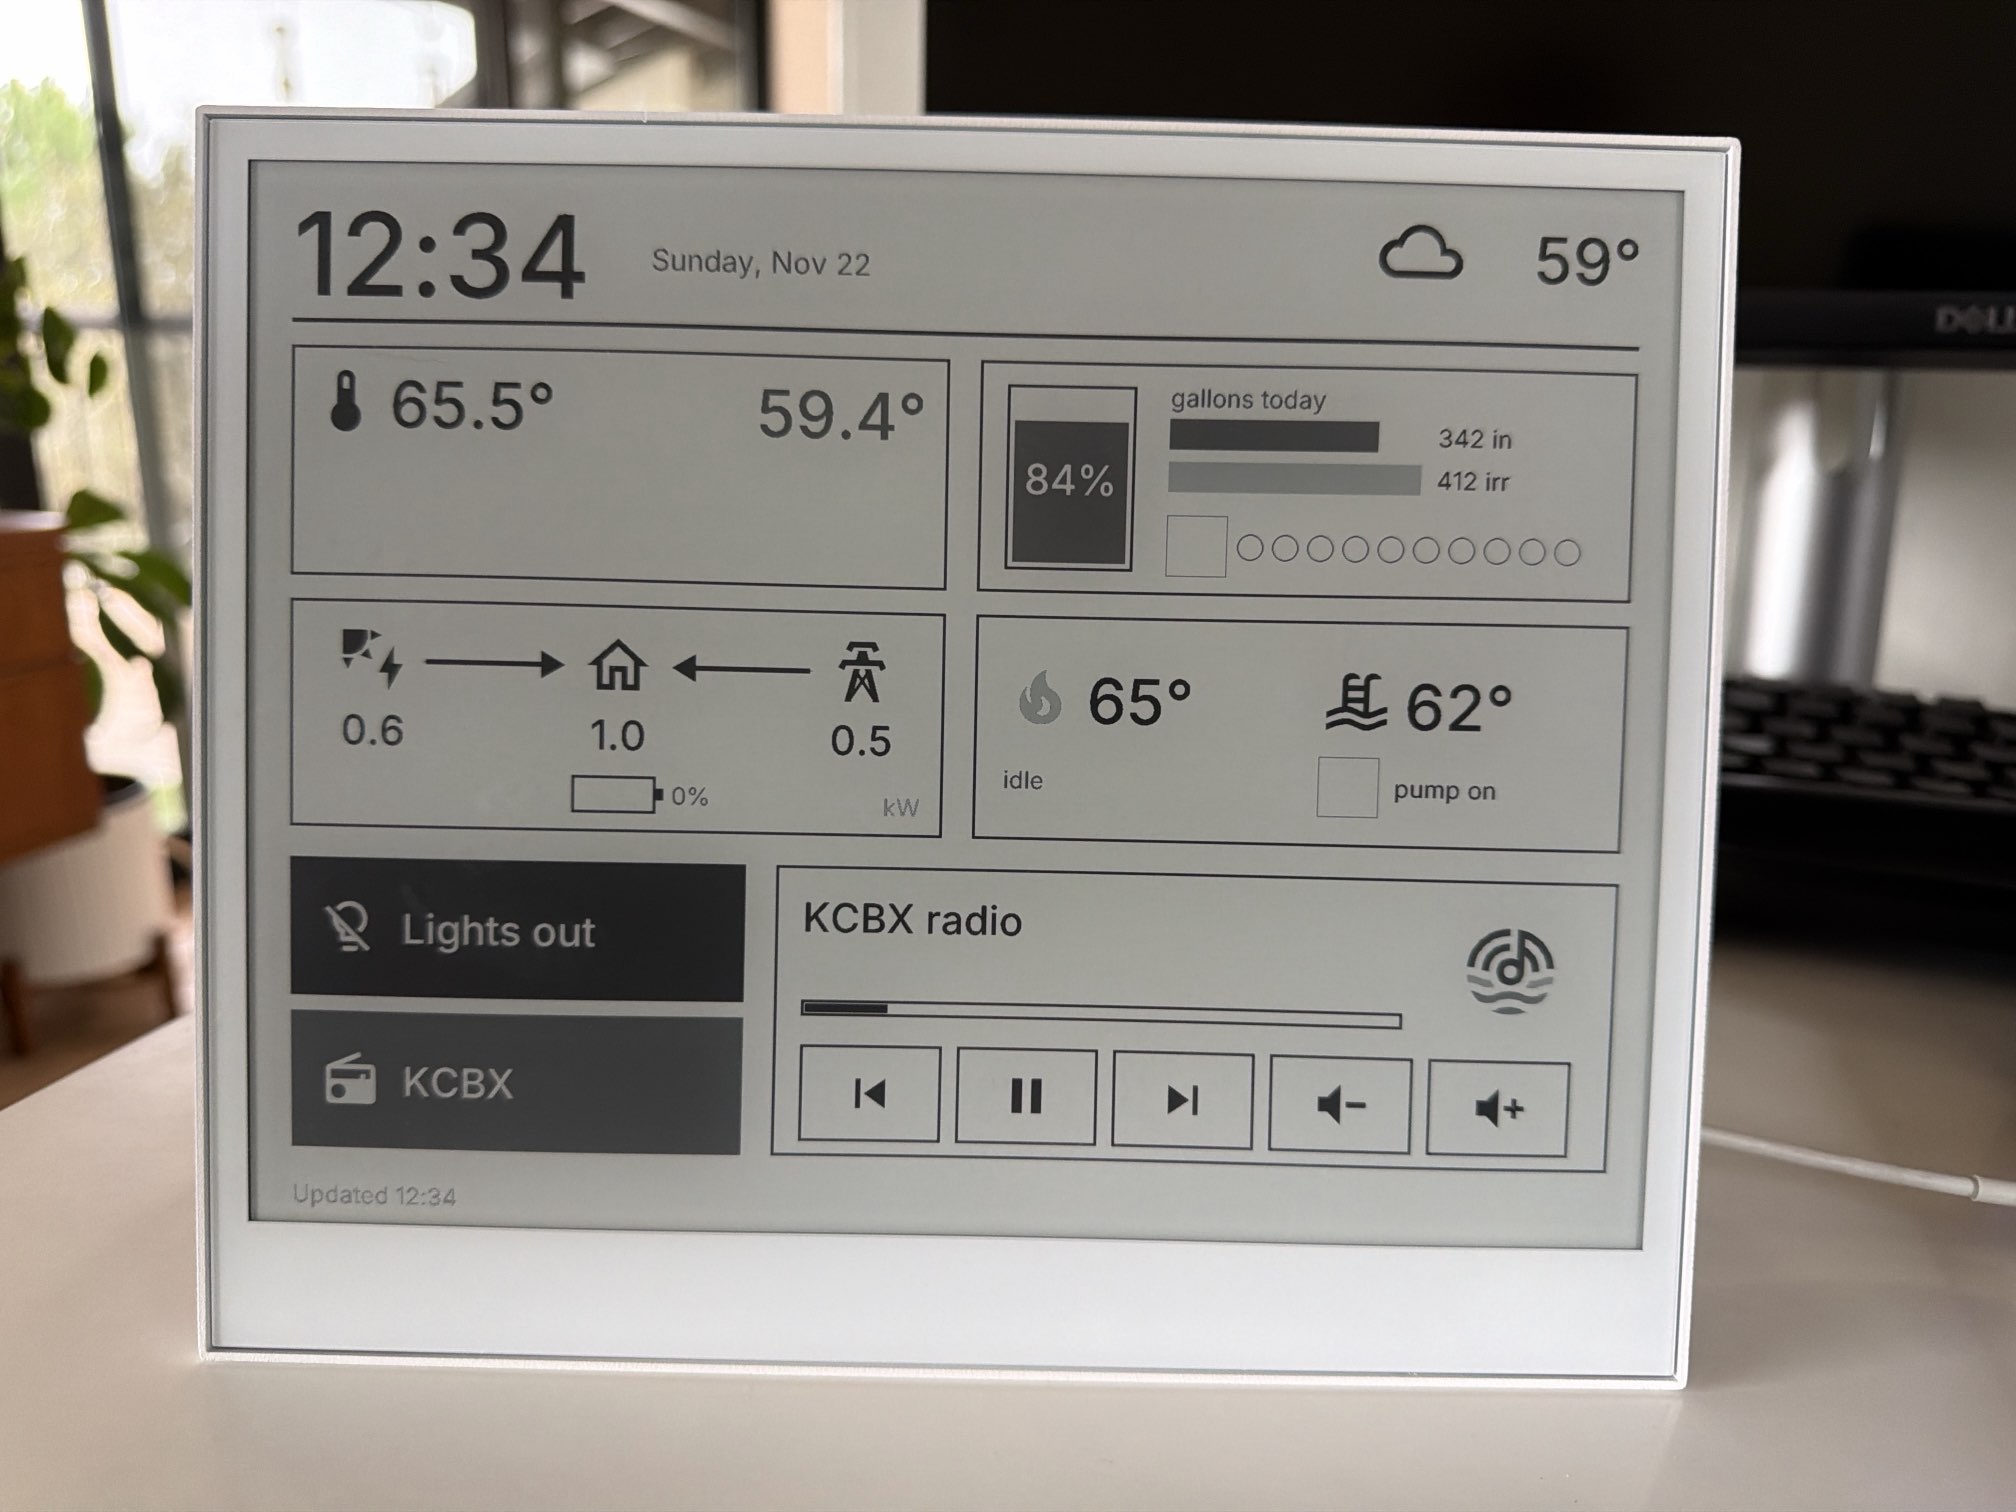 12:34
Sunday, Nov 22
59°
65.5°
59.4°
84%
gallons today
342 in
412 irr
0.6
1.0
0.5
0%
kW
65°
62°
idle
pump on
Lights out
KCBX
KCBX radio
Updated 12:34